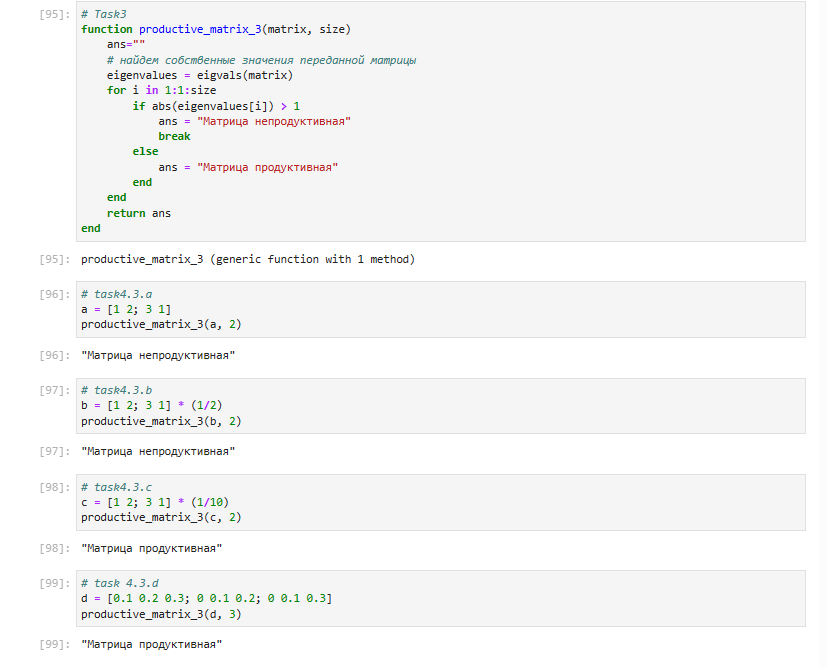 [95]: # Task3
function productive_matrix_3(matrix, size)
    ans=""
    # найдем собственные значения переданной матрицы
    eigenvalues = eigvals(matrix)
    for i in 1:1:size
        if abs(eigenvalues[i]) > 1
            ans = "Матрица непродуктивная"
            break
        else
            ans = "Матрица продуктивная"
        end
    end
    return ans
end
[95]: productive_matrix_3 (generic function with 1 method)
[96]: # task4.3.a
a = [1 2; 3 1]
productive_matrix_3(a, 2)
[96]: "Матрица непродуктивная"
[97]: # task4.3.b
b = [1 2; 3 1] * (1/2)
productive_matrix_3(b, 2)
[97]: "Матрица непродуктивная"
[98]: # task4.3.c
c = [1 2; 3 1] * (1/10)
productive_matrix_3(c, 2)
[98]: "Матрица продуктивная"
[99]: # task 4.3.d
d = [0.1 0.2 0.3; 0 0.1 0.2; 0 0.1 0.3]
productive_matrix_3(d, 3)
[99]: "Матрица продуктивная"